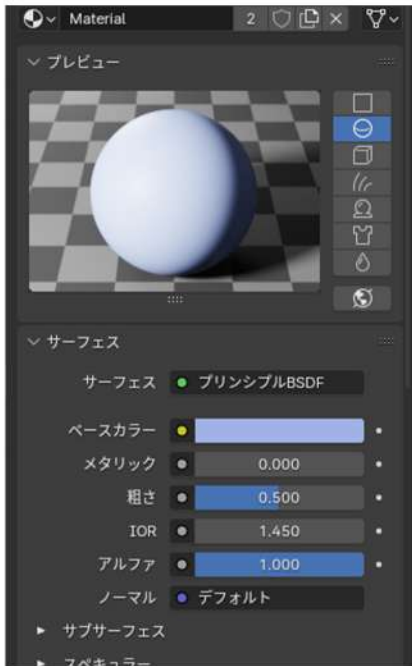 Material 2
プレビュー
サーフェス
サーフェス プリンシプルBSDF
ベースカラー
メタリック 0.000
粗さ 0.500
IOR 1.450
アルファ 1.000
ノーマル デフォルト
サブサーフェス
スペキュラー